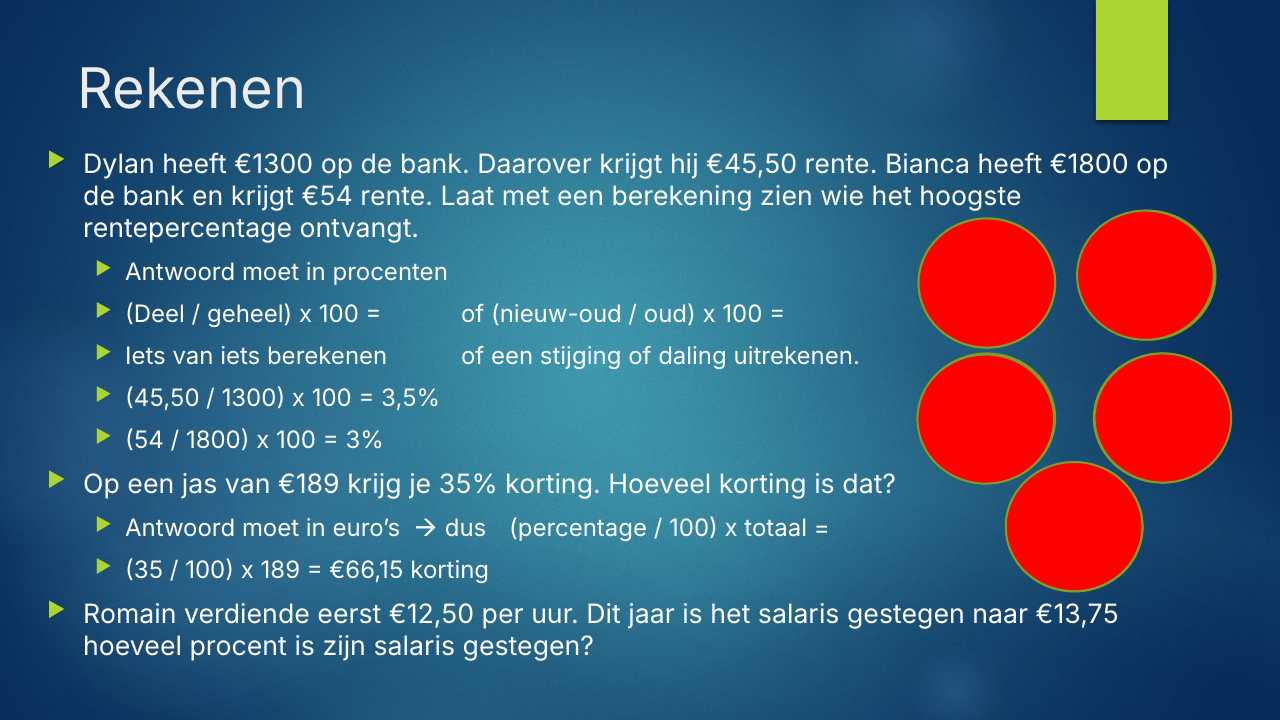 Rekenen
Dylan heeft €1300 op de bank. Daarover krijgt hij €45,50 rente. Bianca heeft €1800 op
de bank en krijgt €54 rente. Laat met een berekening zien wie het hoogste
rentepercentage ontvangt.
Antwoord moet in procenten
(Deel / geheel) x 100 = of (nieuw-oud / oud) x 100 =
Iets van iets berekenen of een stijging of daling uitrekenen.
(45,50 / 1300) x 100 = 3,5%
(54 / 1800) x 100 = 3%
Op een jas van €189 krijg je 35% korting. Hoeveel korting is dat?
Antwoord moet in euro’s → dus (percentage / 100) x totaal =
(35 / 100) x 189 = €66,15 korting
Romain verdiende eerst €12,50 per uur. Dit jaar is het salaris gestegen naar €13,75
hoeveel procent is zijn salaris gestegen?